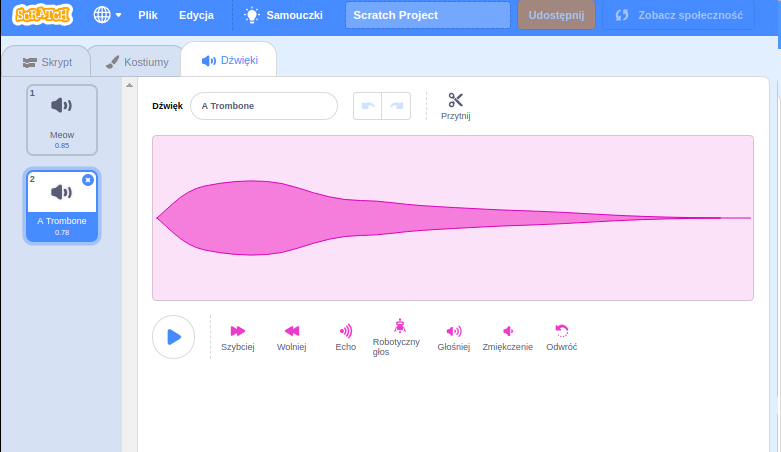 SCRATCH Plik Edycja Samouczki Scratch Project Udostępnij Zobacz społeczność
Skrypt Kostiumy Dźwięki
1
Meow
0.85
2
A Trombone
0.78
Dźwięk A Trombone Przytnij
Szybciej Wolniej Echo Robotyczny głos Głośniej Zmiękczenie Odwróć